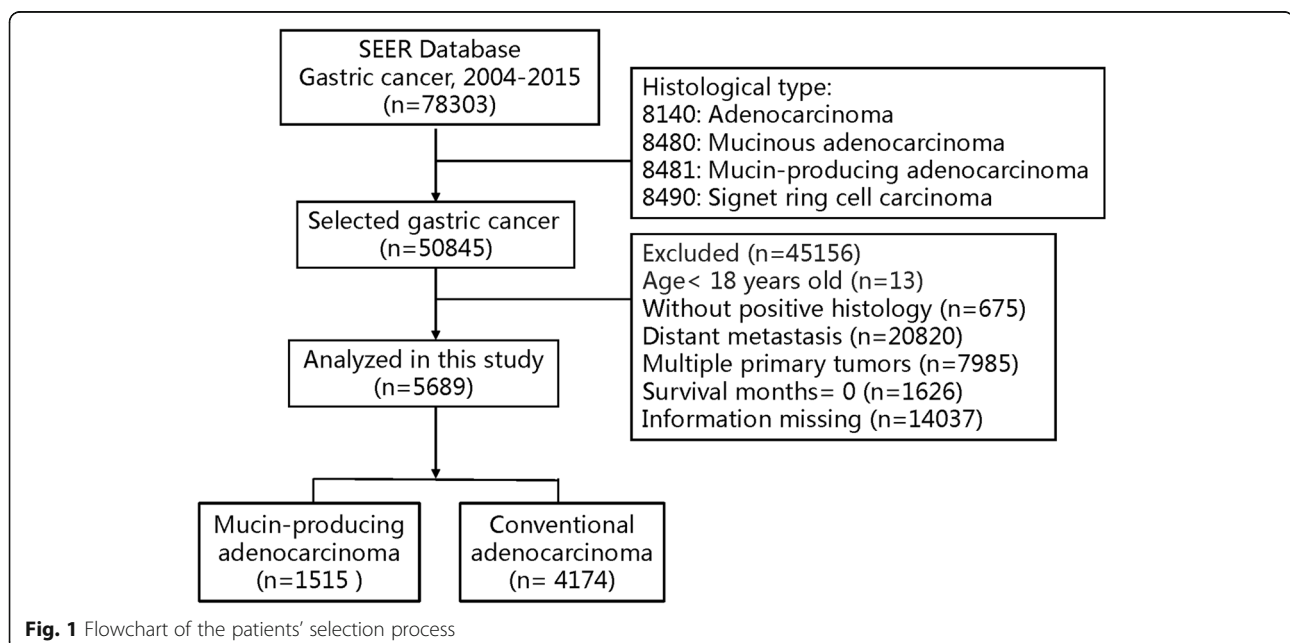 SEER Database
Gastric cancer, 2004-2015
(n=78303)
Histological type:
8140: Adenocarcinoma
8480: Mucinous adenocarcinoma
8481: Mucin-producing adenocarcinoma
8490: Signet ring cell carcinoma
Selected gastric cancer
(n=50845)
Excluded (n=45156)
Age< 18 years old (n=13)
Without positive histology (n=675)
Distant metastasis (n=20820)
Multiple primary tumors (n=7985)
Survival months= 0 (n=1626)
Information missing (n=14037)
Analyzed in this study
(n=5689)
Mucin-producing
adenocarcinoma
(n=1515 )
Conventional
adenocarcinoma
(n= 4174)
Fig. 1 Flowchart of the patients' selection process